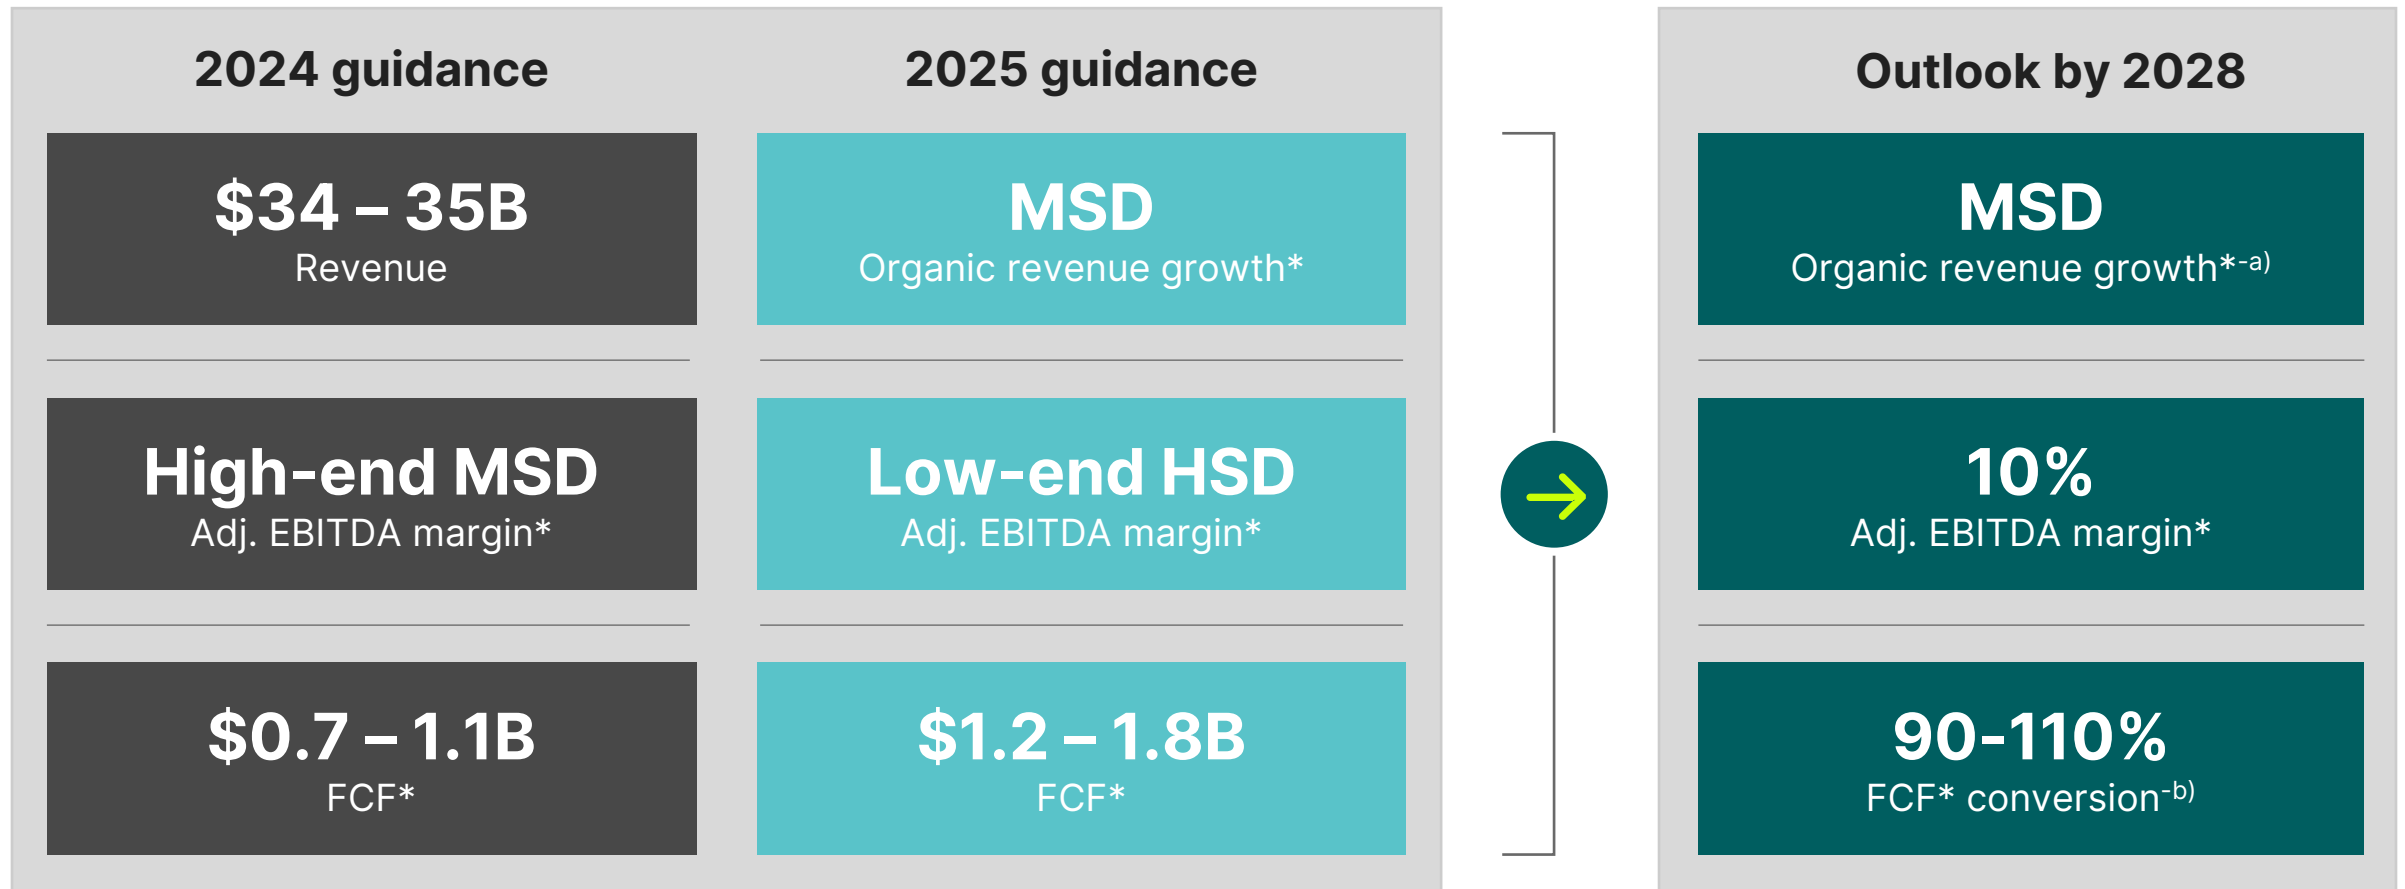 2024 guidance
$34 – 35B
Revenue
High-end MSD
Adj. EBITDA margin*
$0.7 – 1.1B
FCF*
2025 guidance
MSD
Organic revenue growth*
Low-end HSD
Adj. EBITDA margin*
$1.2 – 1.8B
FCF*
Outlook by 2028
MSD
Organic revenue growth*-a)
10%
Adj. EBITDA margin*
90-110%
FCF* conversion-b)